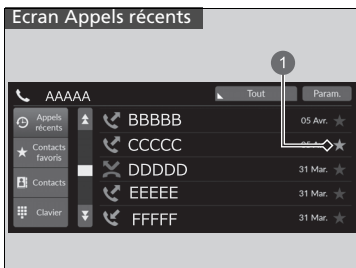 Ecran Appels récents
1
AAAAA
Tout
Param.
Appels
récents
Contacts
favoris
Contacts
Clavier
BBBBB
05 Avr.
CCCCC
DDDDD
31 Mar.
EEEEE
31 Mar.
FFFFF
31 Mar.